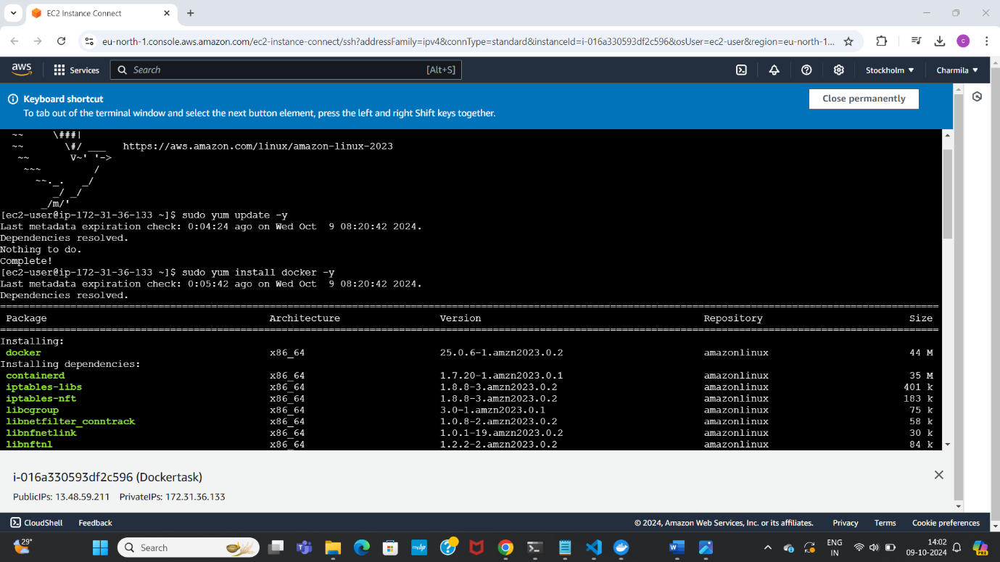 EC2 Instance Connect
eu-north-1.console.aws.amazon.com/ec2-instance-connect/ssh?addressFamily=ipv4&connType=standard&instanceId=i-016a330593df2c596&osUser=ec2-user&region=eu-north-1...
C
aws Services Search [Alt+S] Stockholm Charmila
Keyboard shortcut
Close permanently
To tab out of the terminal window and select the next button element, press the left and right Shift keys together.
~~ \###|
~~ \#/ ___ https://aws.amazon.com/linux/amazon-linux-2023
~~ V~' '->
~~~ /
~~._. _/
_/ _/
_/m/'
[ec2-user@ip-172-31-36-133 ~]$ sudo yum update -y
Last metadata expiration check: 0:04:24 ago on Wed Oct  9 08:20:42 2024.
Dependencies resolved.
Nothing to do.
Complete!
[ec2-user@ip-172-31-36-133 ~]$ sudo yum install docker -y
Last metadata expiration check: 0:05:42 ago on Wed Oct  9 08:20:42 2024.
Dependencies resolved.
Package Architecture Version Repository Size
Installing:
docker x86_64 25.0.6-1.amzn2023.0.2 amazonlinux 44 M
Installing dependencies:
containerd x86_64 1.7.20-1.amzn2023.0.1 amazonlinux 35 M
iptables-libs x86_64 1.8.8-3.amzn2023.0.2 amazonlinux 401 k
iptables-nft x86_64 1.8.8-3.amzn2023.0.2 amazonlinux 183 k
libcgroup x86_64 3.0-1.amzn2023.0.1 amazonlinux 75 k
libnetfilter_conntrack x86_64 1.0.8-2.amzn2023.0.2 amazonlinux 58 k
libnfnetlink x86_64 1.0.1-19.amzn2023.0.2 amazonlinux 30 k
libnftnl x86_64 1.2.2-2.amzn2023.0.2 amazonlinux 84 k
i-016a330593df2c596 (Dockertask)
PublicIPs: 13.48.59.211 PrivateIPs: 172.31.36.133
CloudShell Feedback © 2024, Amazon Web Services, Inc. or its affiliates. Privacy Terms Cookie preferences
29° Search ENG 14:02
IN 09-10-2024